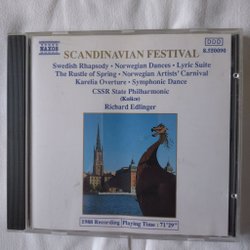 NAXOS
DDD
8.550090
SCANDINAVIAN FESTIVAL
Swedish Rhapsody • Norwegian Dances • Lyric Suite
The Rustle of Spring • Norwegian Artists' Carnival
Karelia Overture • Symphonic Dance
CSSR State Philharmonic
(Košice)
Richard Edlinger
1988 Recording Playing Time : 71'29"